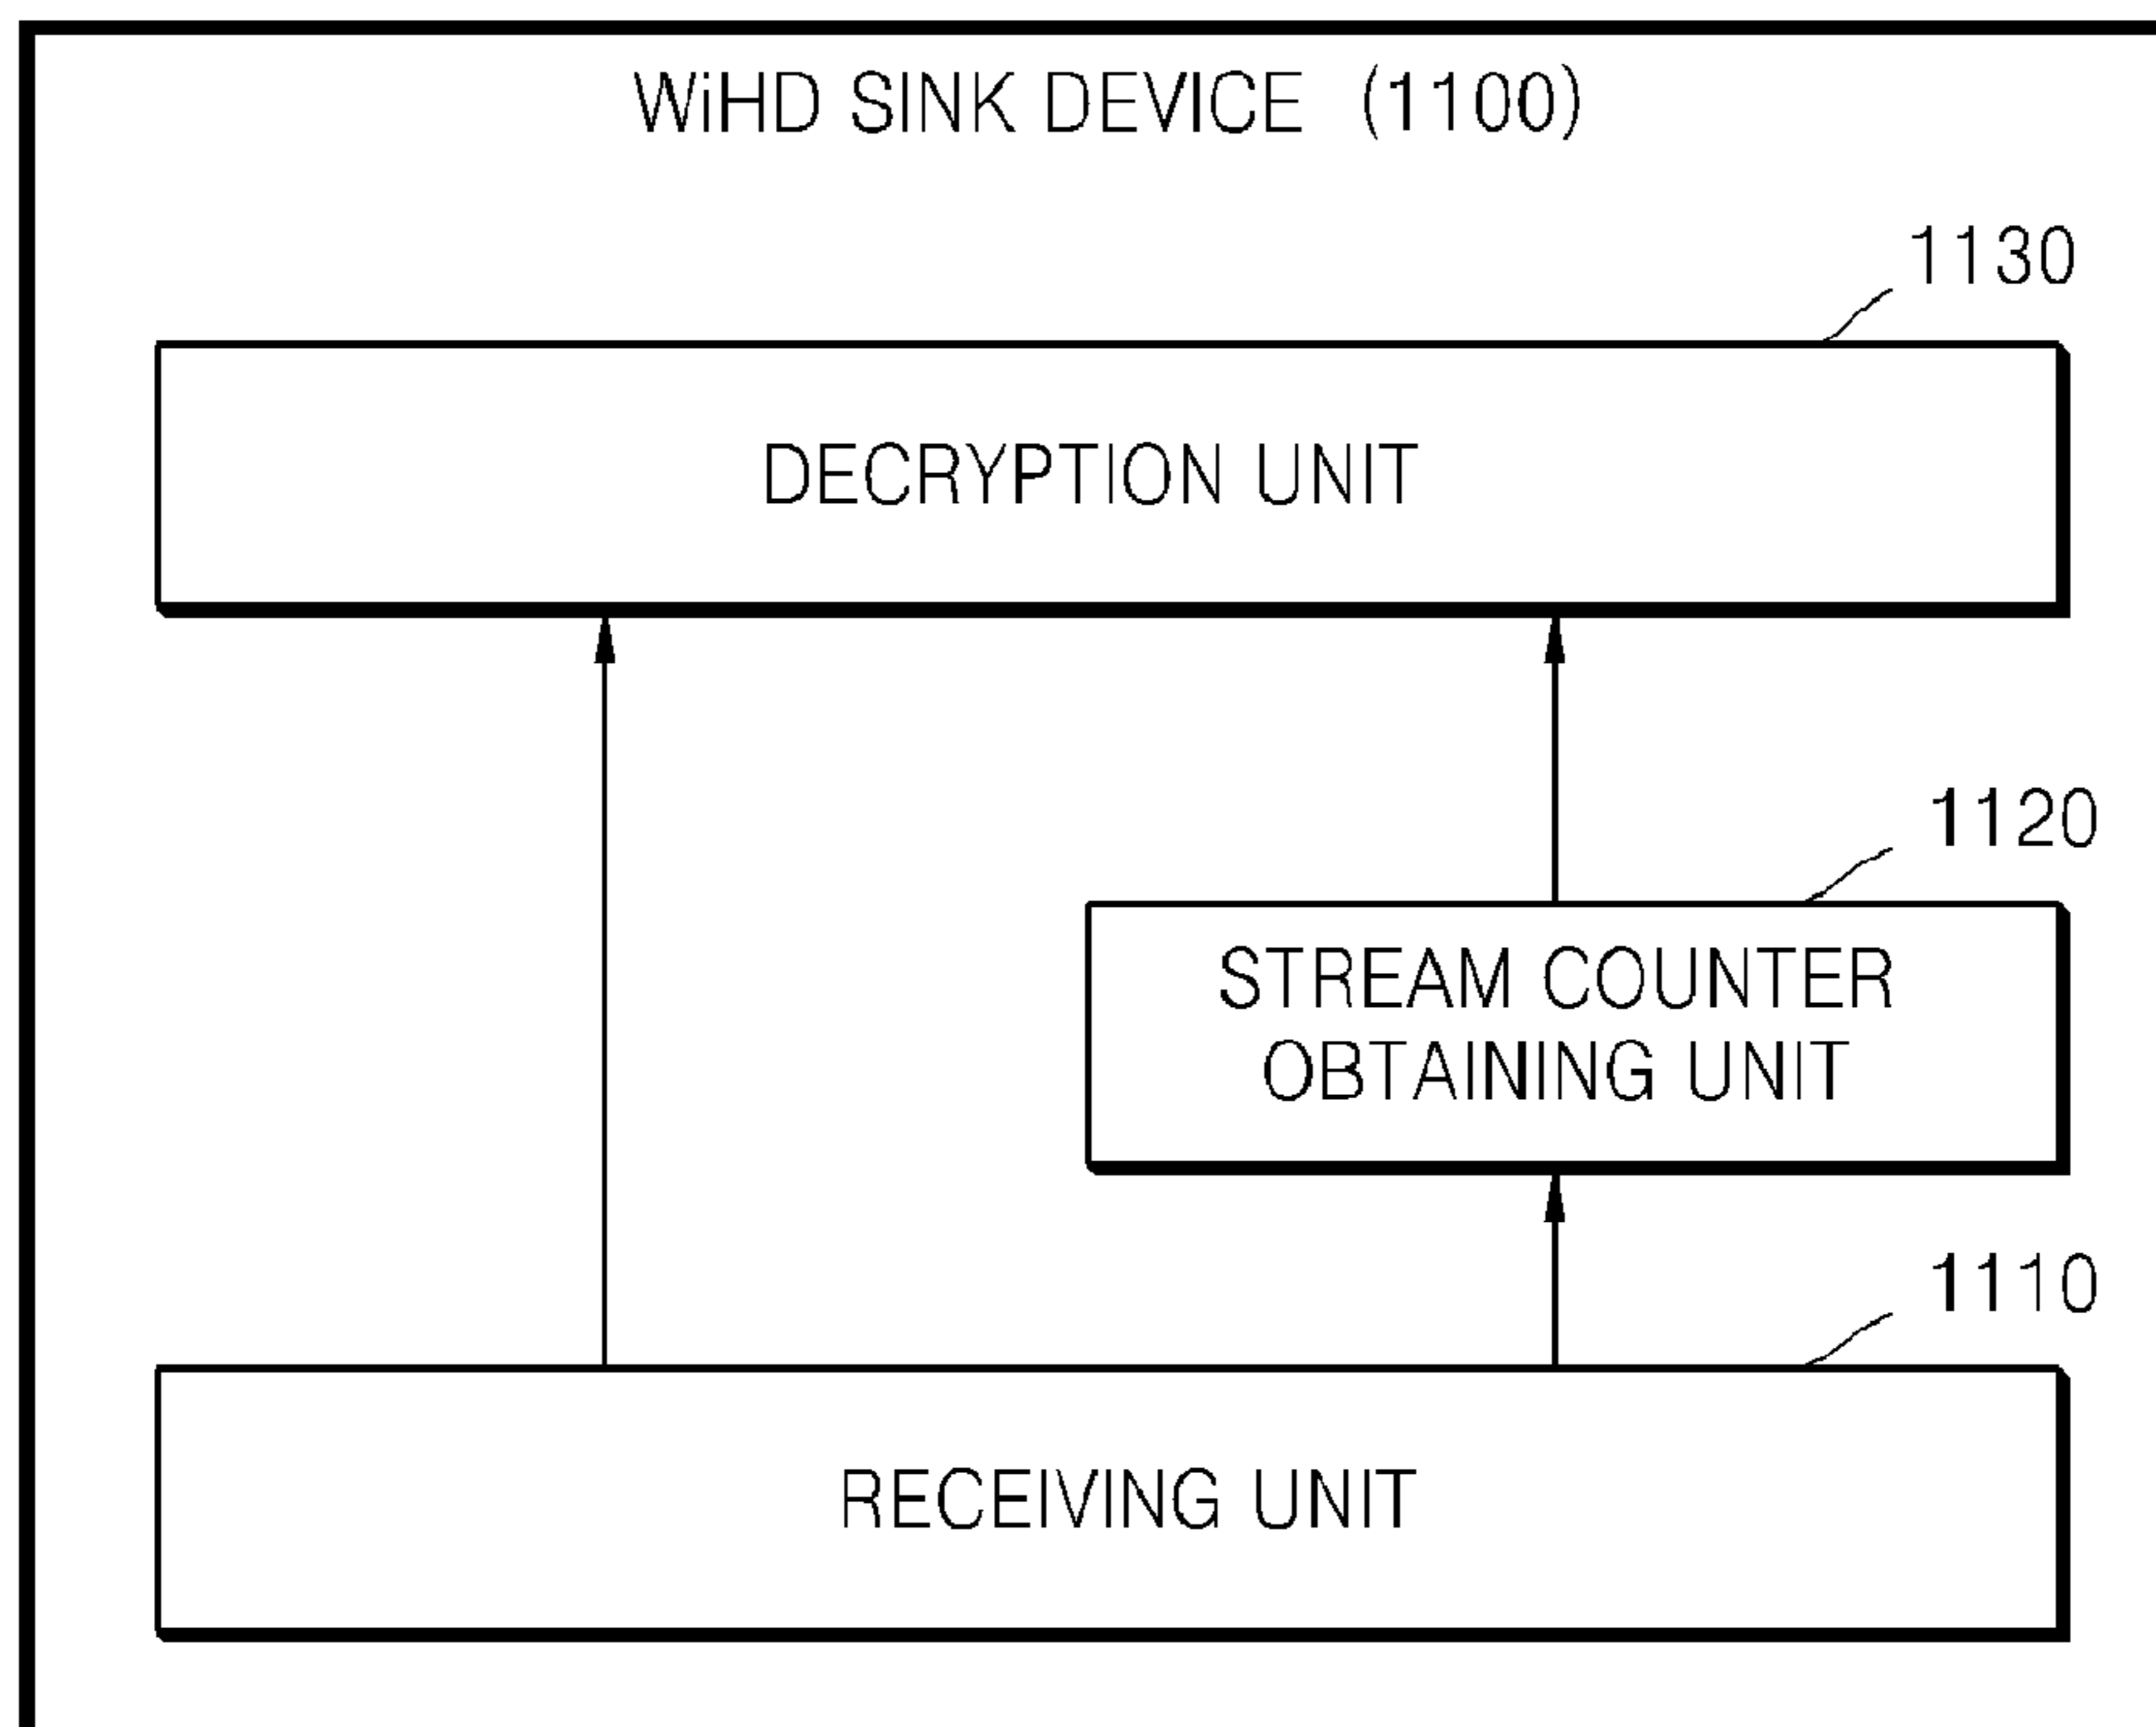 WiHD SINK DEVICE (1100)
1130
DECRYPTION UNIT
1120
STREAM COUNTER
OBTAINING UNIT
1110
RECEIVING UNIT